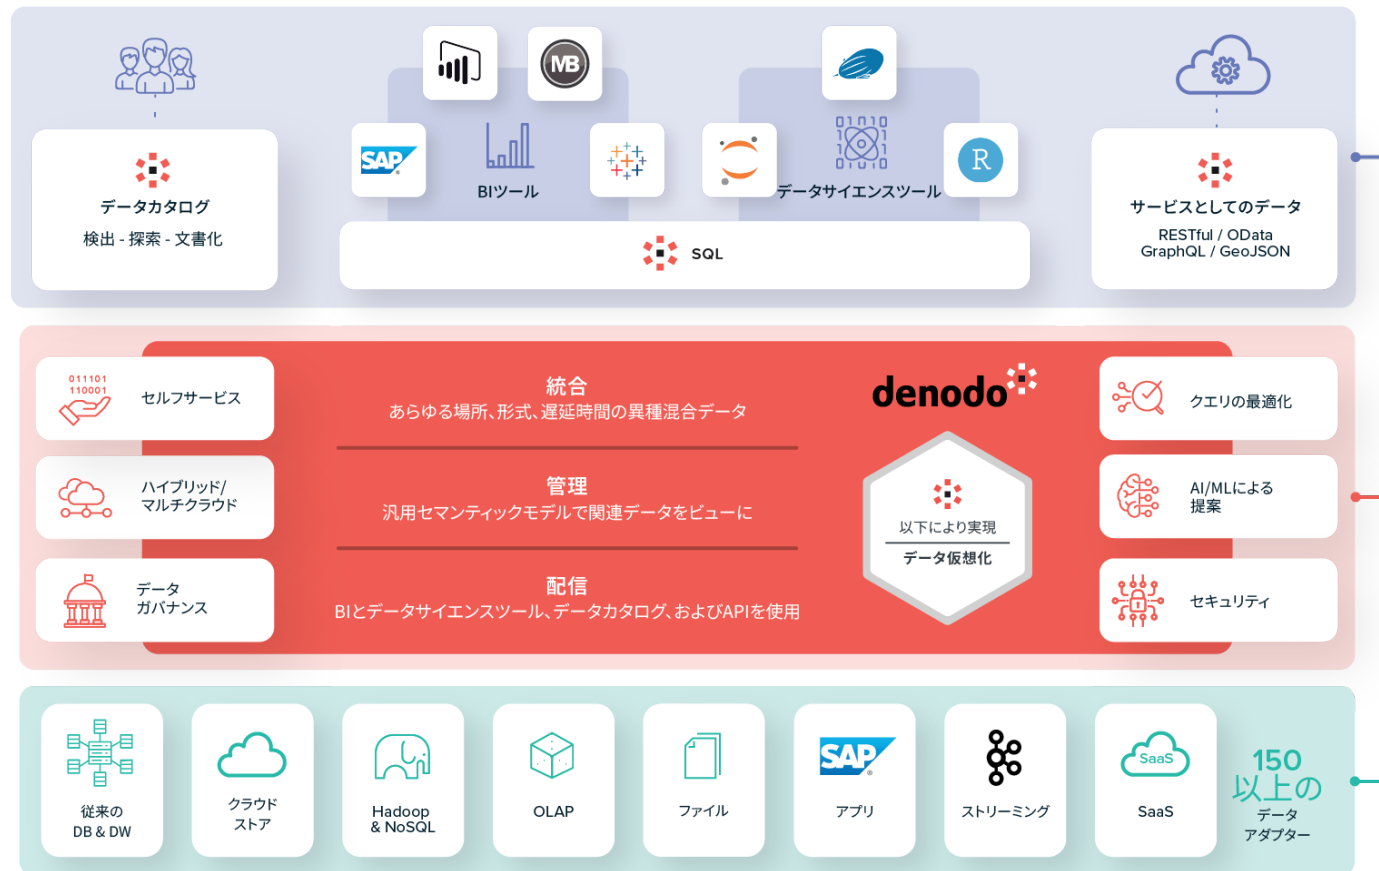 データカタログ
検出 - 探索 - 文書化
MB
SAP
BIツール
データサイエンスツール
R
SQL
サービスとしてのデータ
RESTful / OData
GraphQL / GeoJSON
011101
110001
セルフサービス
ハイブリッド/
マルチクラウド
データ
ガバナンス
統合
あらゆる場所、形式、遅延時間の異種混合データ
管理
汎用セマンティックモデルで関連データをビューに
配信
BIとデータサイエンスツール、データカタログ、およびAPIを使用
denodo
以下により実現
データ仮想化
クエリの最適化
AI/MLによる
提案
セキュリティ
従来の
DB & DW
クラウド
ストア
Hadoop
& NoSQL
OLAP
ファイル
SAP
アプリ
ストリーミング
SaaS
SaaS
150
以上の
データ
アダプター